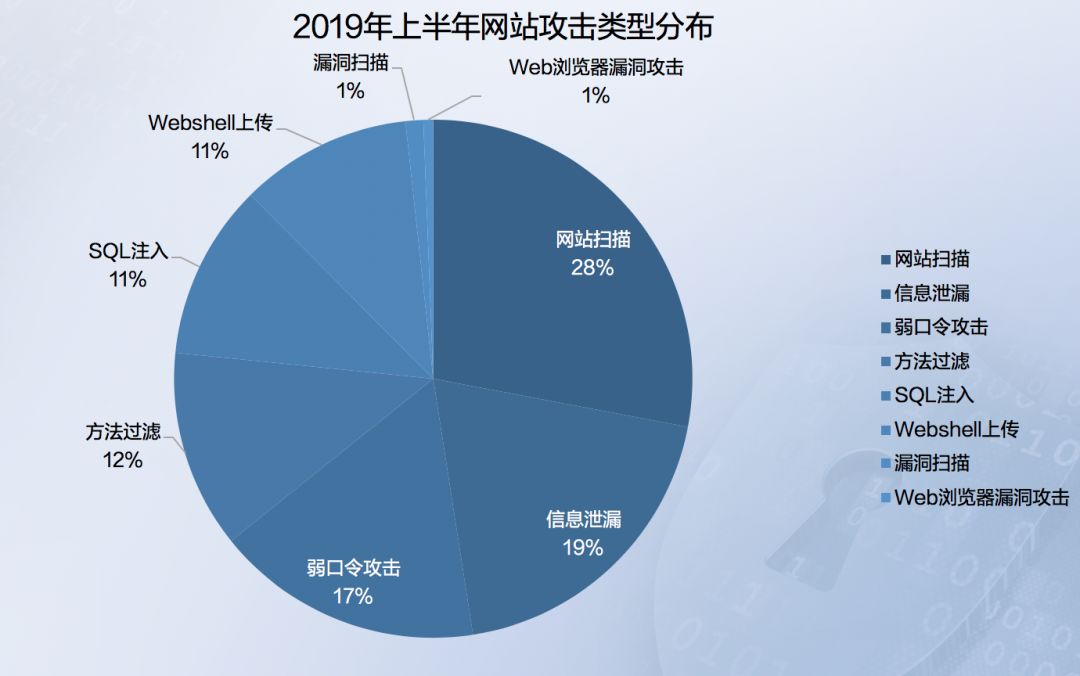 2019年上半年网站攻击类型分布
漏洞扫描
1%
Web浏览器漏洞攻击
1%
Webshell上传
11%
网站扫描
28%
SQL注入
11%
方法过滤
12%
信息泄漏
19%
弱口令攻击
17%
网站扫描
信息泄漏
弱口令攻击
方法过滤
SQL注入
Webshell上传
漏洞扫描
Web浏览器漏洞攻击